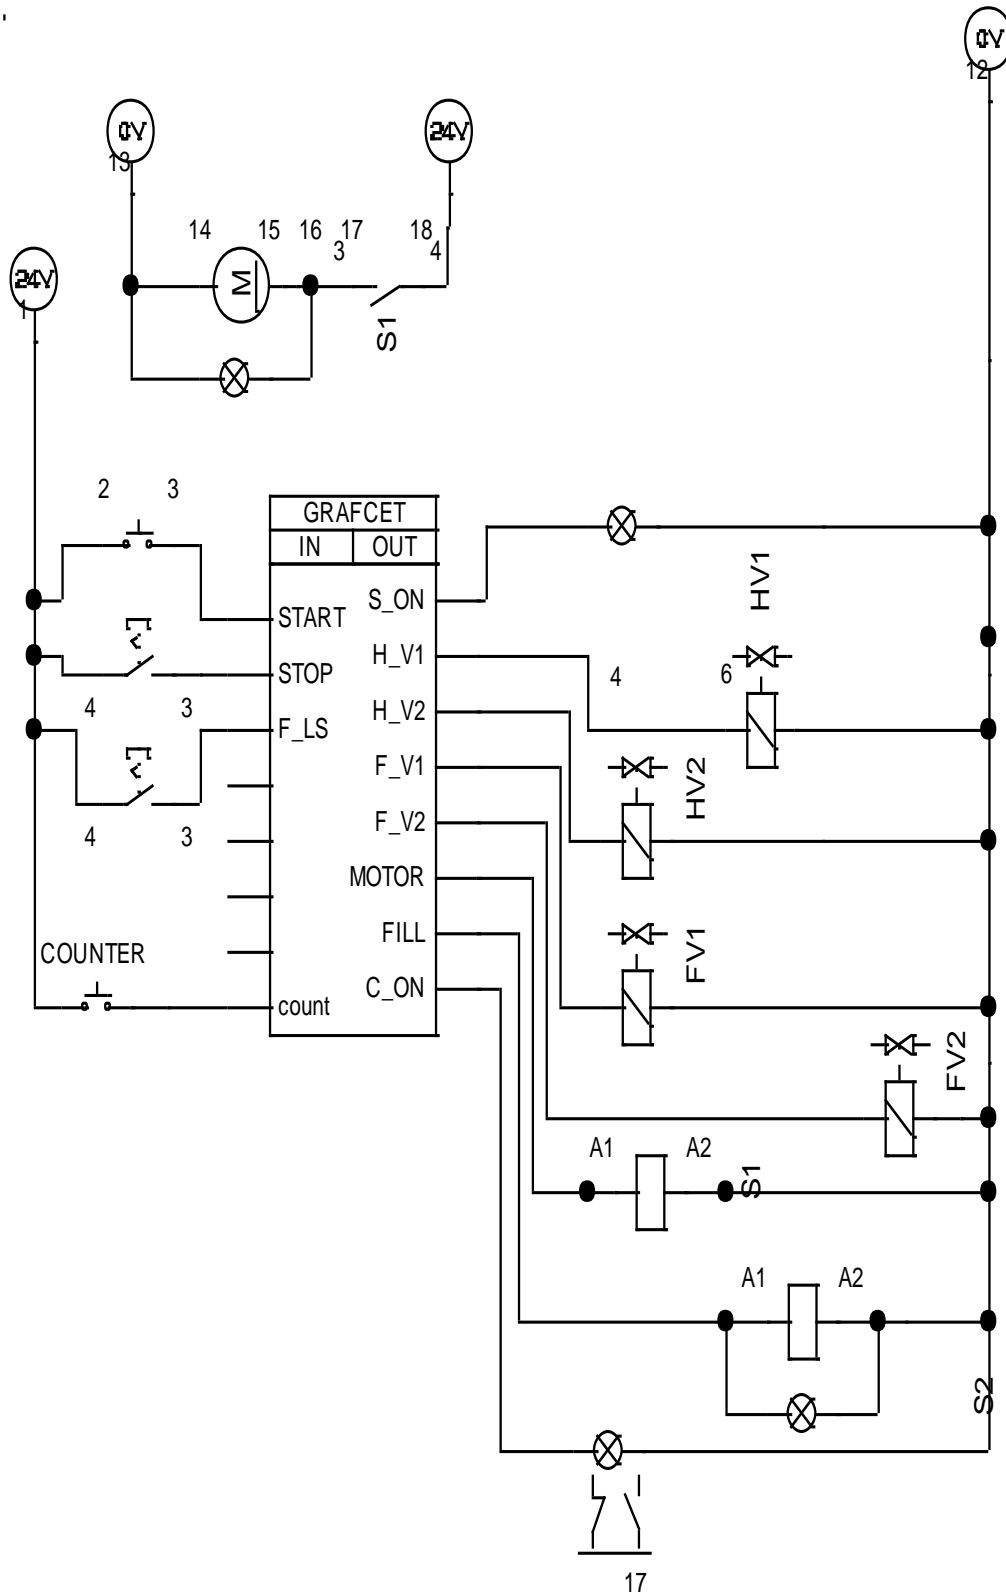 0V
12
0V
13
24V
14 15 16 17 18
3 4
24V
1
M
S1
2 3
GRAFCET
IN OUT
S_ON
START
HV1
H_V1
STOP
4 6
4 3
H_V2
F_LS
F_V1
HV2
F_V2
4 3
MOTOR
FILL
COUNTER
FV1
C_ON
count
FV2
A1 A2
S1
A1 A2
S2
17